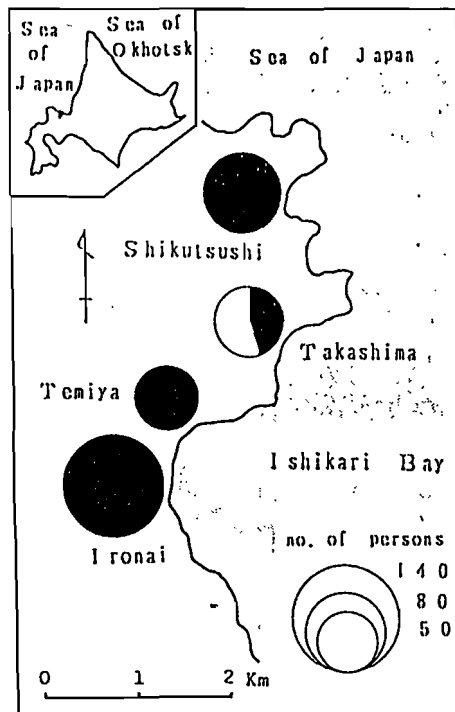 Sea of Japan
Sea of Okhotsk
Sea of Japan
Shikutsushi
Takashima
Temiya
Ishikari Bay
Ironai
no. of persons
140
80
50
0 1 2 Km